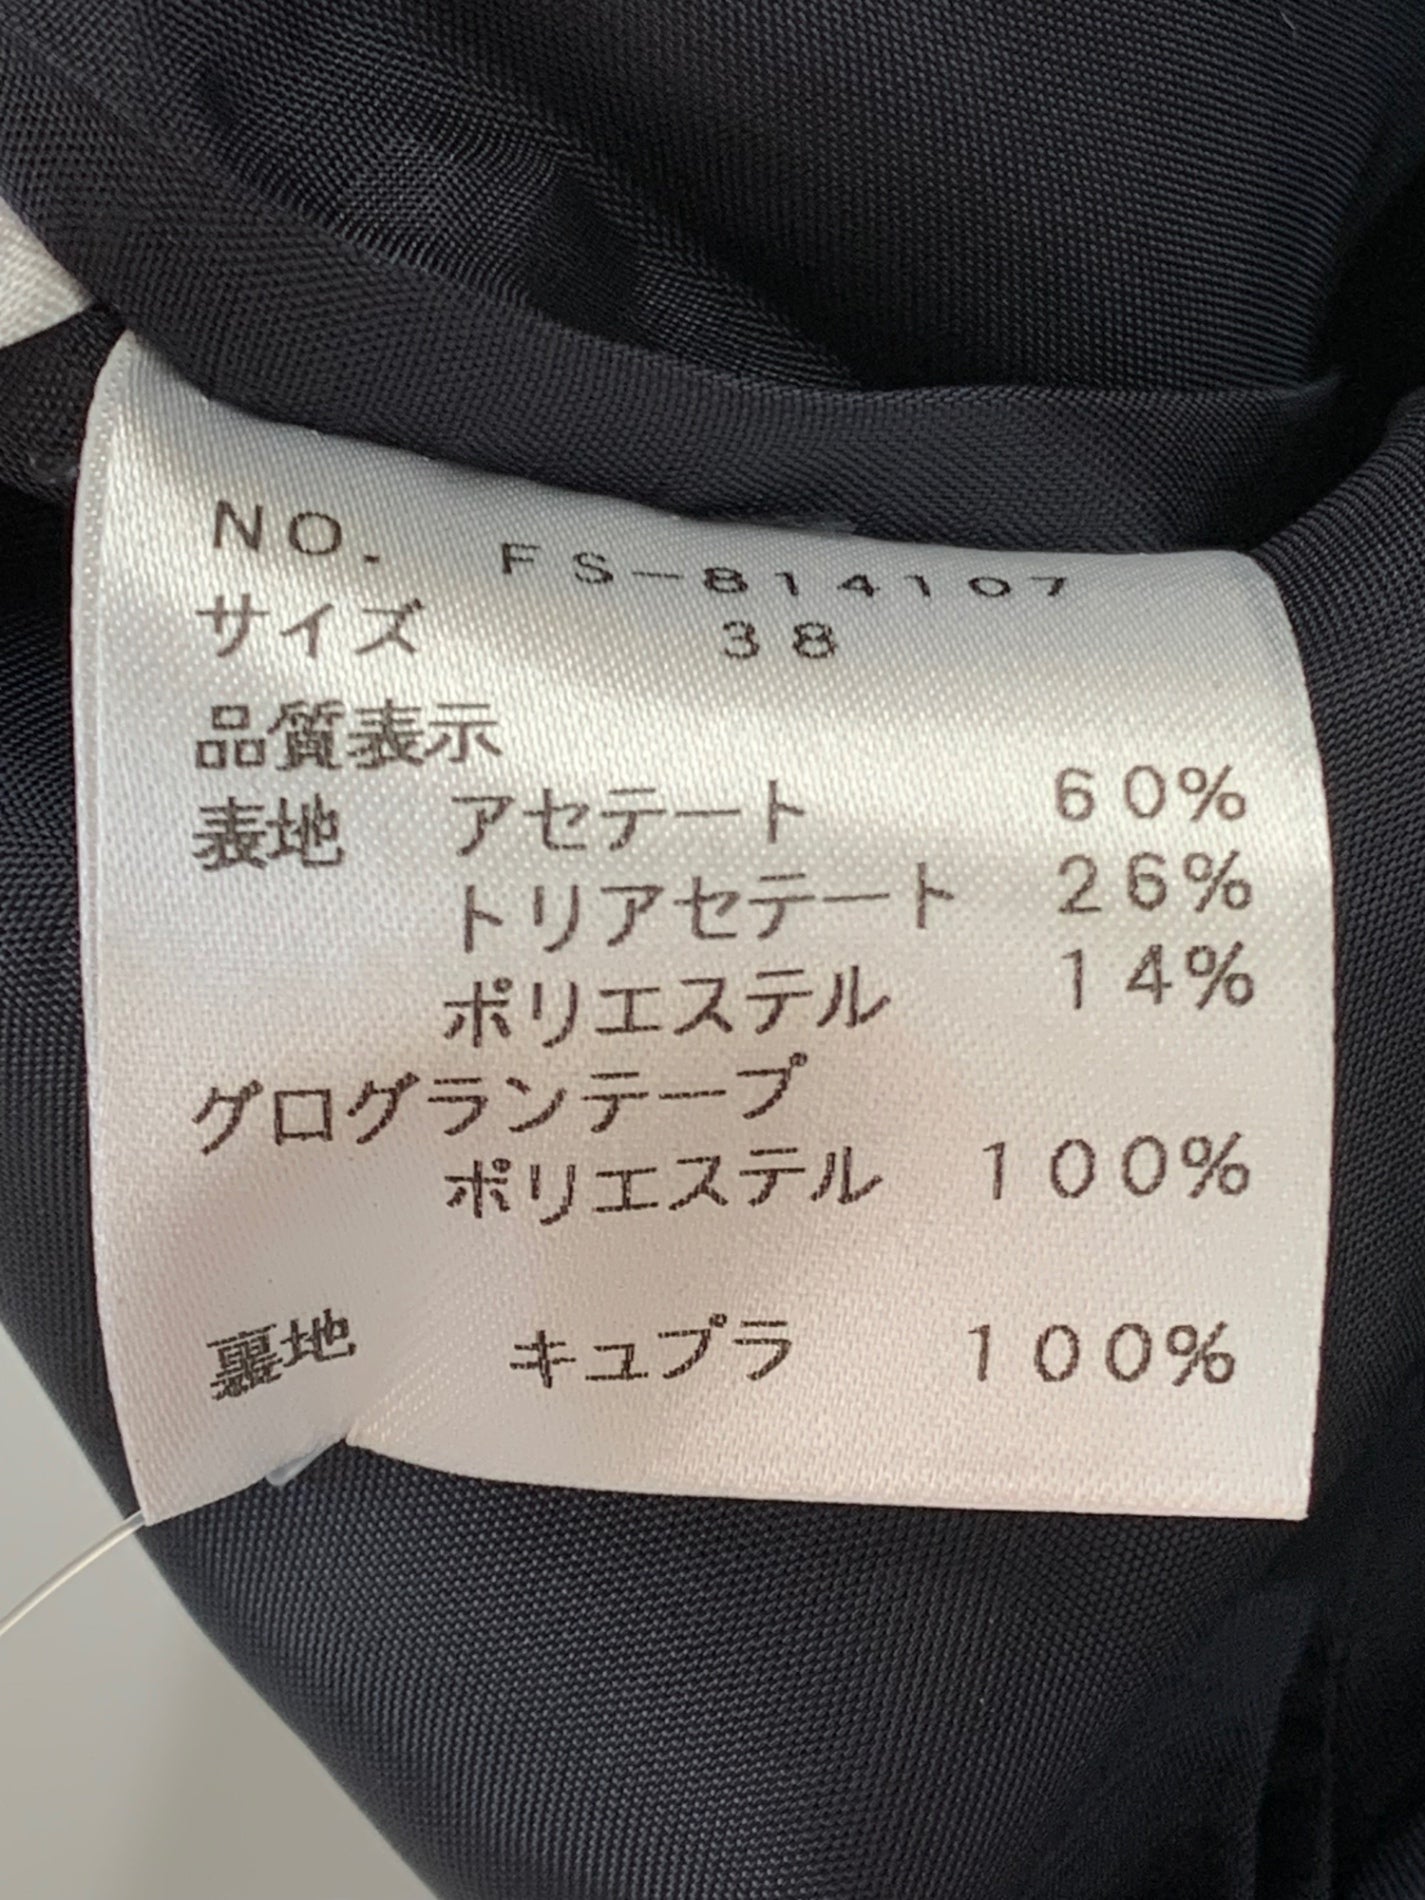 NO. FS-814107
サイズ 38
品質表示
表地 アセテート 60%
トリアセテート 26%
ポリエステル 14%
グログランテープ
ポリエステル 100%
裏地 キュプラ 100%